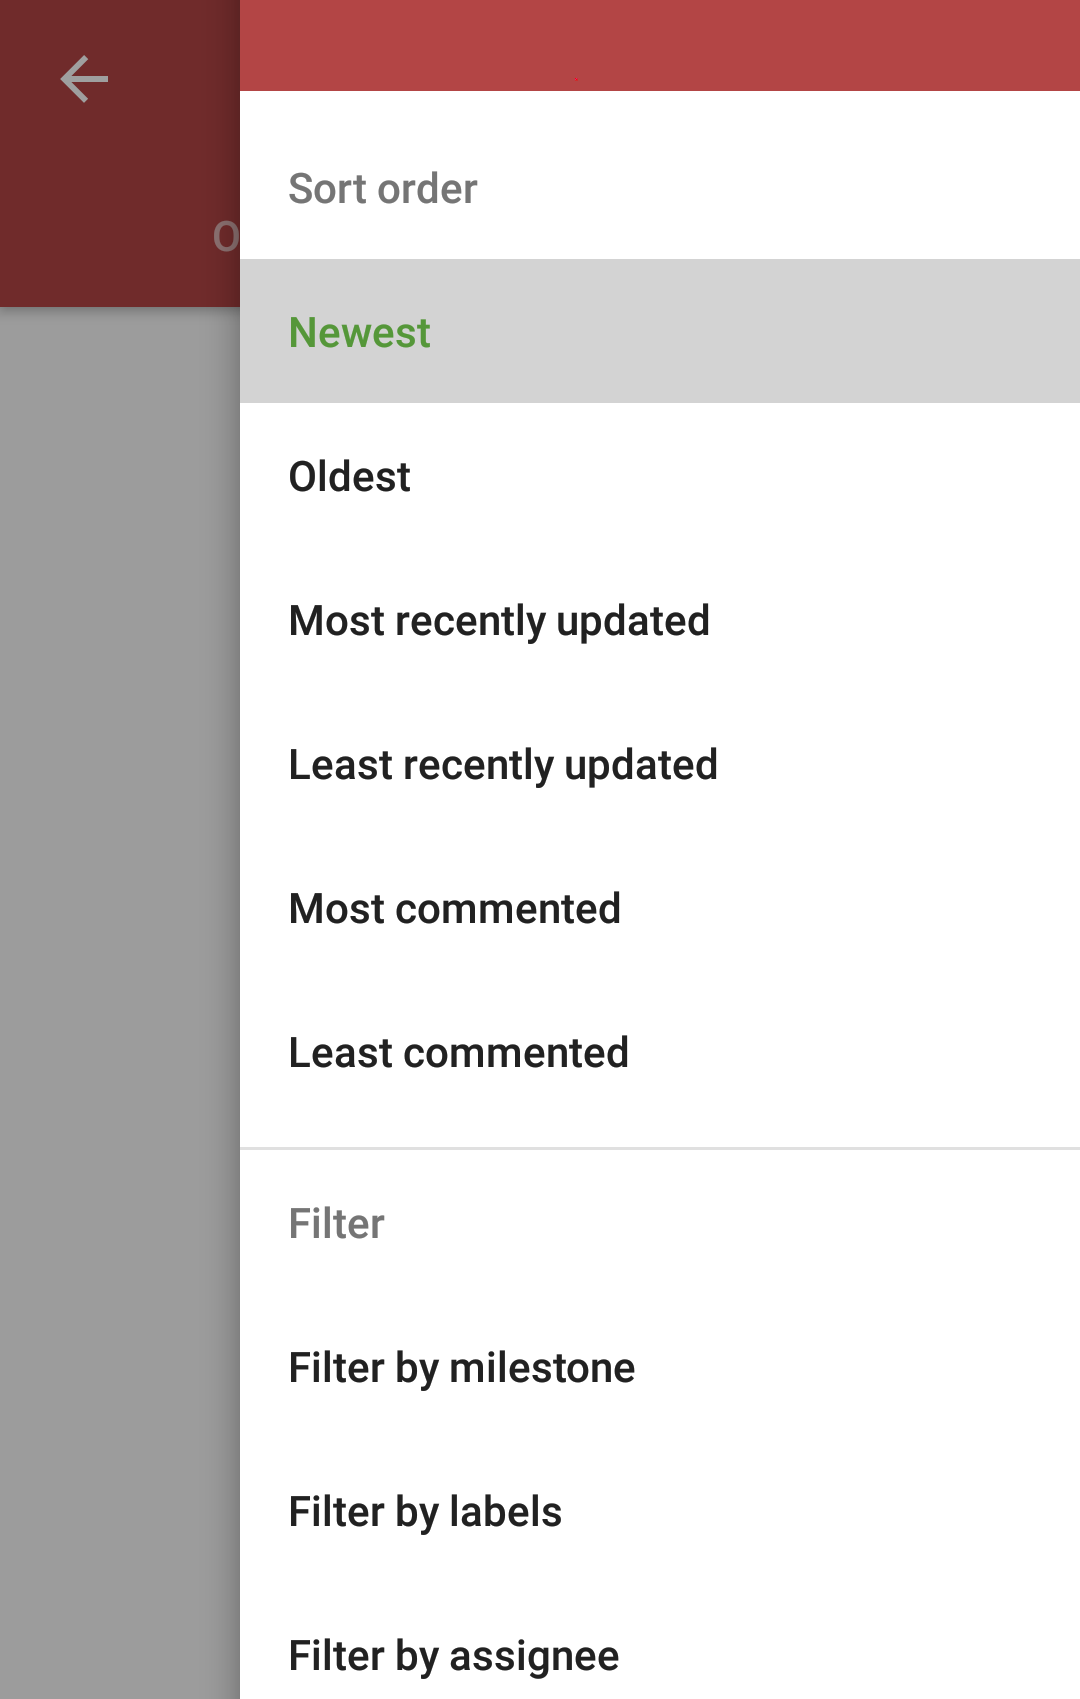 Sort order
Newest
Oldest
Most recently updated
Least recently updated
Most commented
Least commented
Filter
Filter by milestone
Filter by labels
Filter by assignee